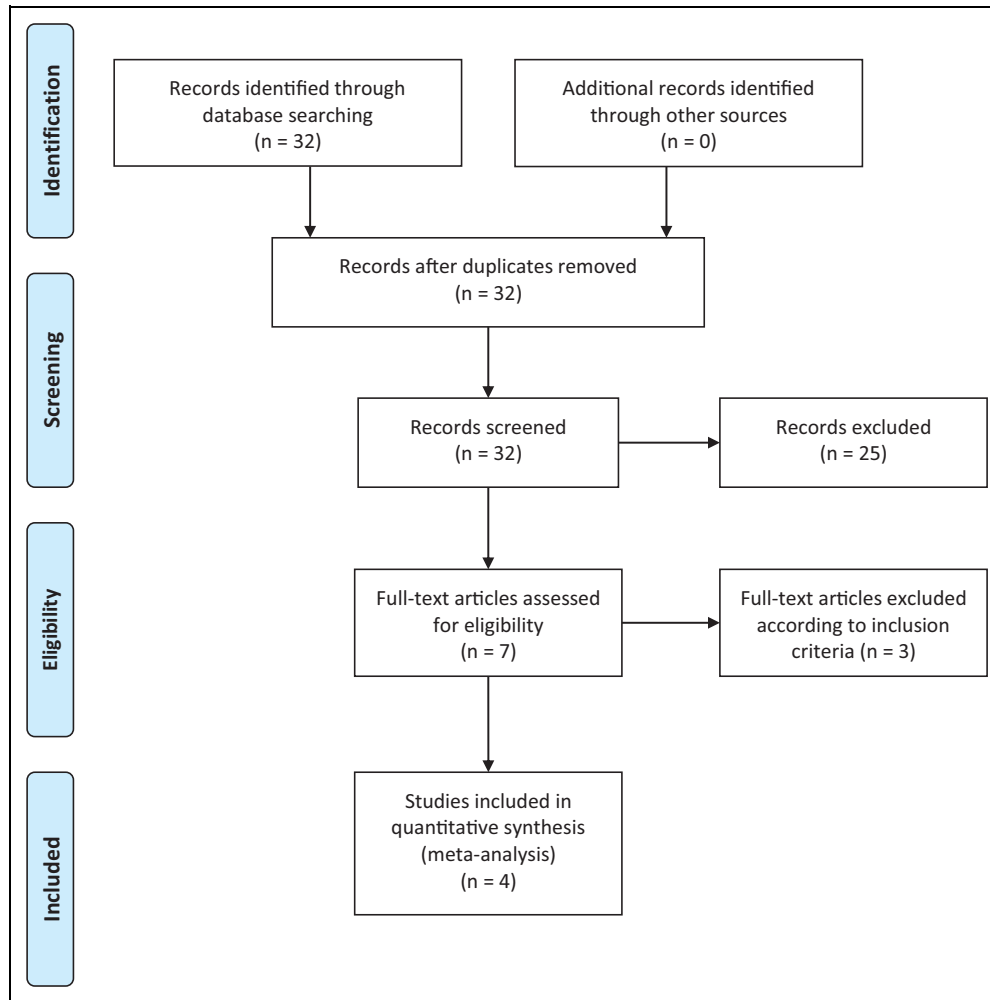 Identification
Records identified through
database searching
(n = 32)
Additional records identified
through other sources
(n = 0)
Screening
Records after duplicates removed
(n = 32)
Records screened
(n = 32)
Records excluded
(n = 25)
Eligibility
Full-text articles assessed
for eligibility
(n = 7)
Full-text articles excluded
according to inclusion
criteria (n = 3)
Included
Studies included in
quantitative synthesis
(meta-analysis)
(n = 4)